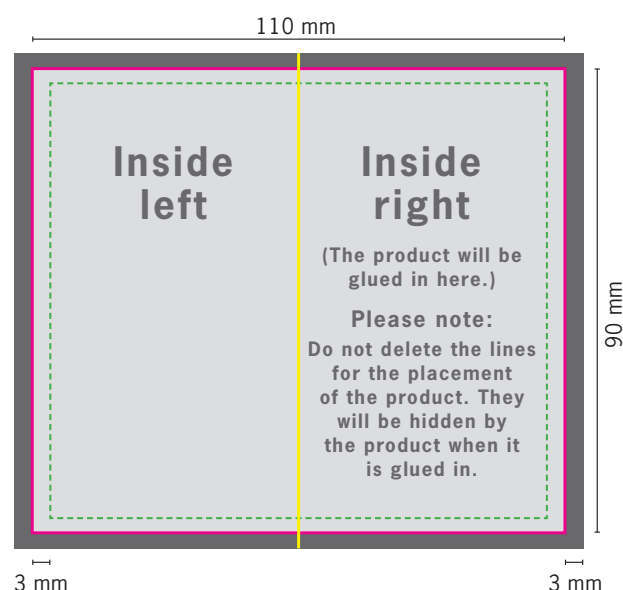 110 mm
Inside
left
Inside
right
(The product will be
glued in here.)
Please note:
Do not delete the lines
for the placement
of the product. They
will be hidden by
the product when it
is glued in.
90 mm
3 mm
3 mm